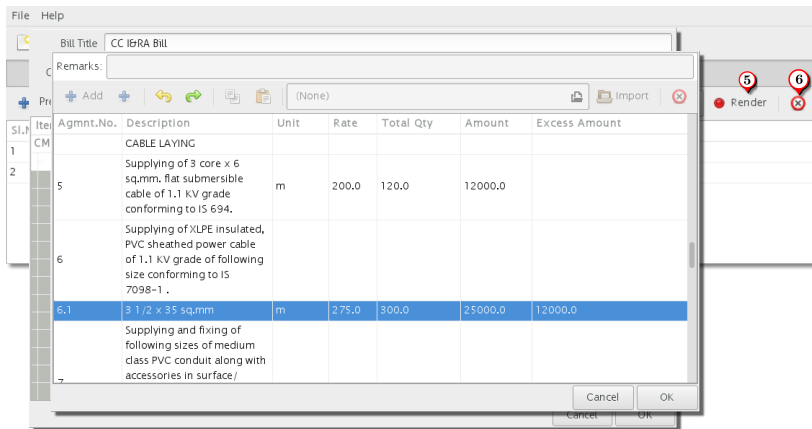 File Help
Bill Title CC I&RA Bill
Remarks:
5 6
Add (None) Import
Render
Agmnt.No. Description Unit Rate Total Qty Amount Excess Amount
CABLE LAYING
Supplying of 3 core x 6
sq.mm. flat submersible
5 cable of 1.1 KV grade m 200.0 120.0 12000.0
conforming to IS 694.
Supplying of XLPE insulated,
PVC sheathed power cable
6 of 1.1 KV grade of following
size conforming to IS
7098-1 .
6.1 3 1/2 x 35 sq.mm m 275.0 300.0 25000.0 12000.0
Supplying and fixing of
following sizes of medium
class PVC conduit along with
accessories in surface/
Cancel OK
Cancel OK
Pre
Ite
CM
1
2